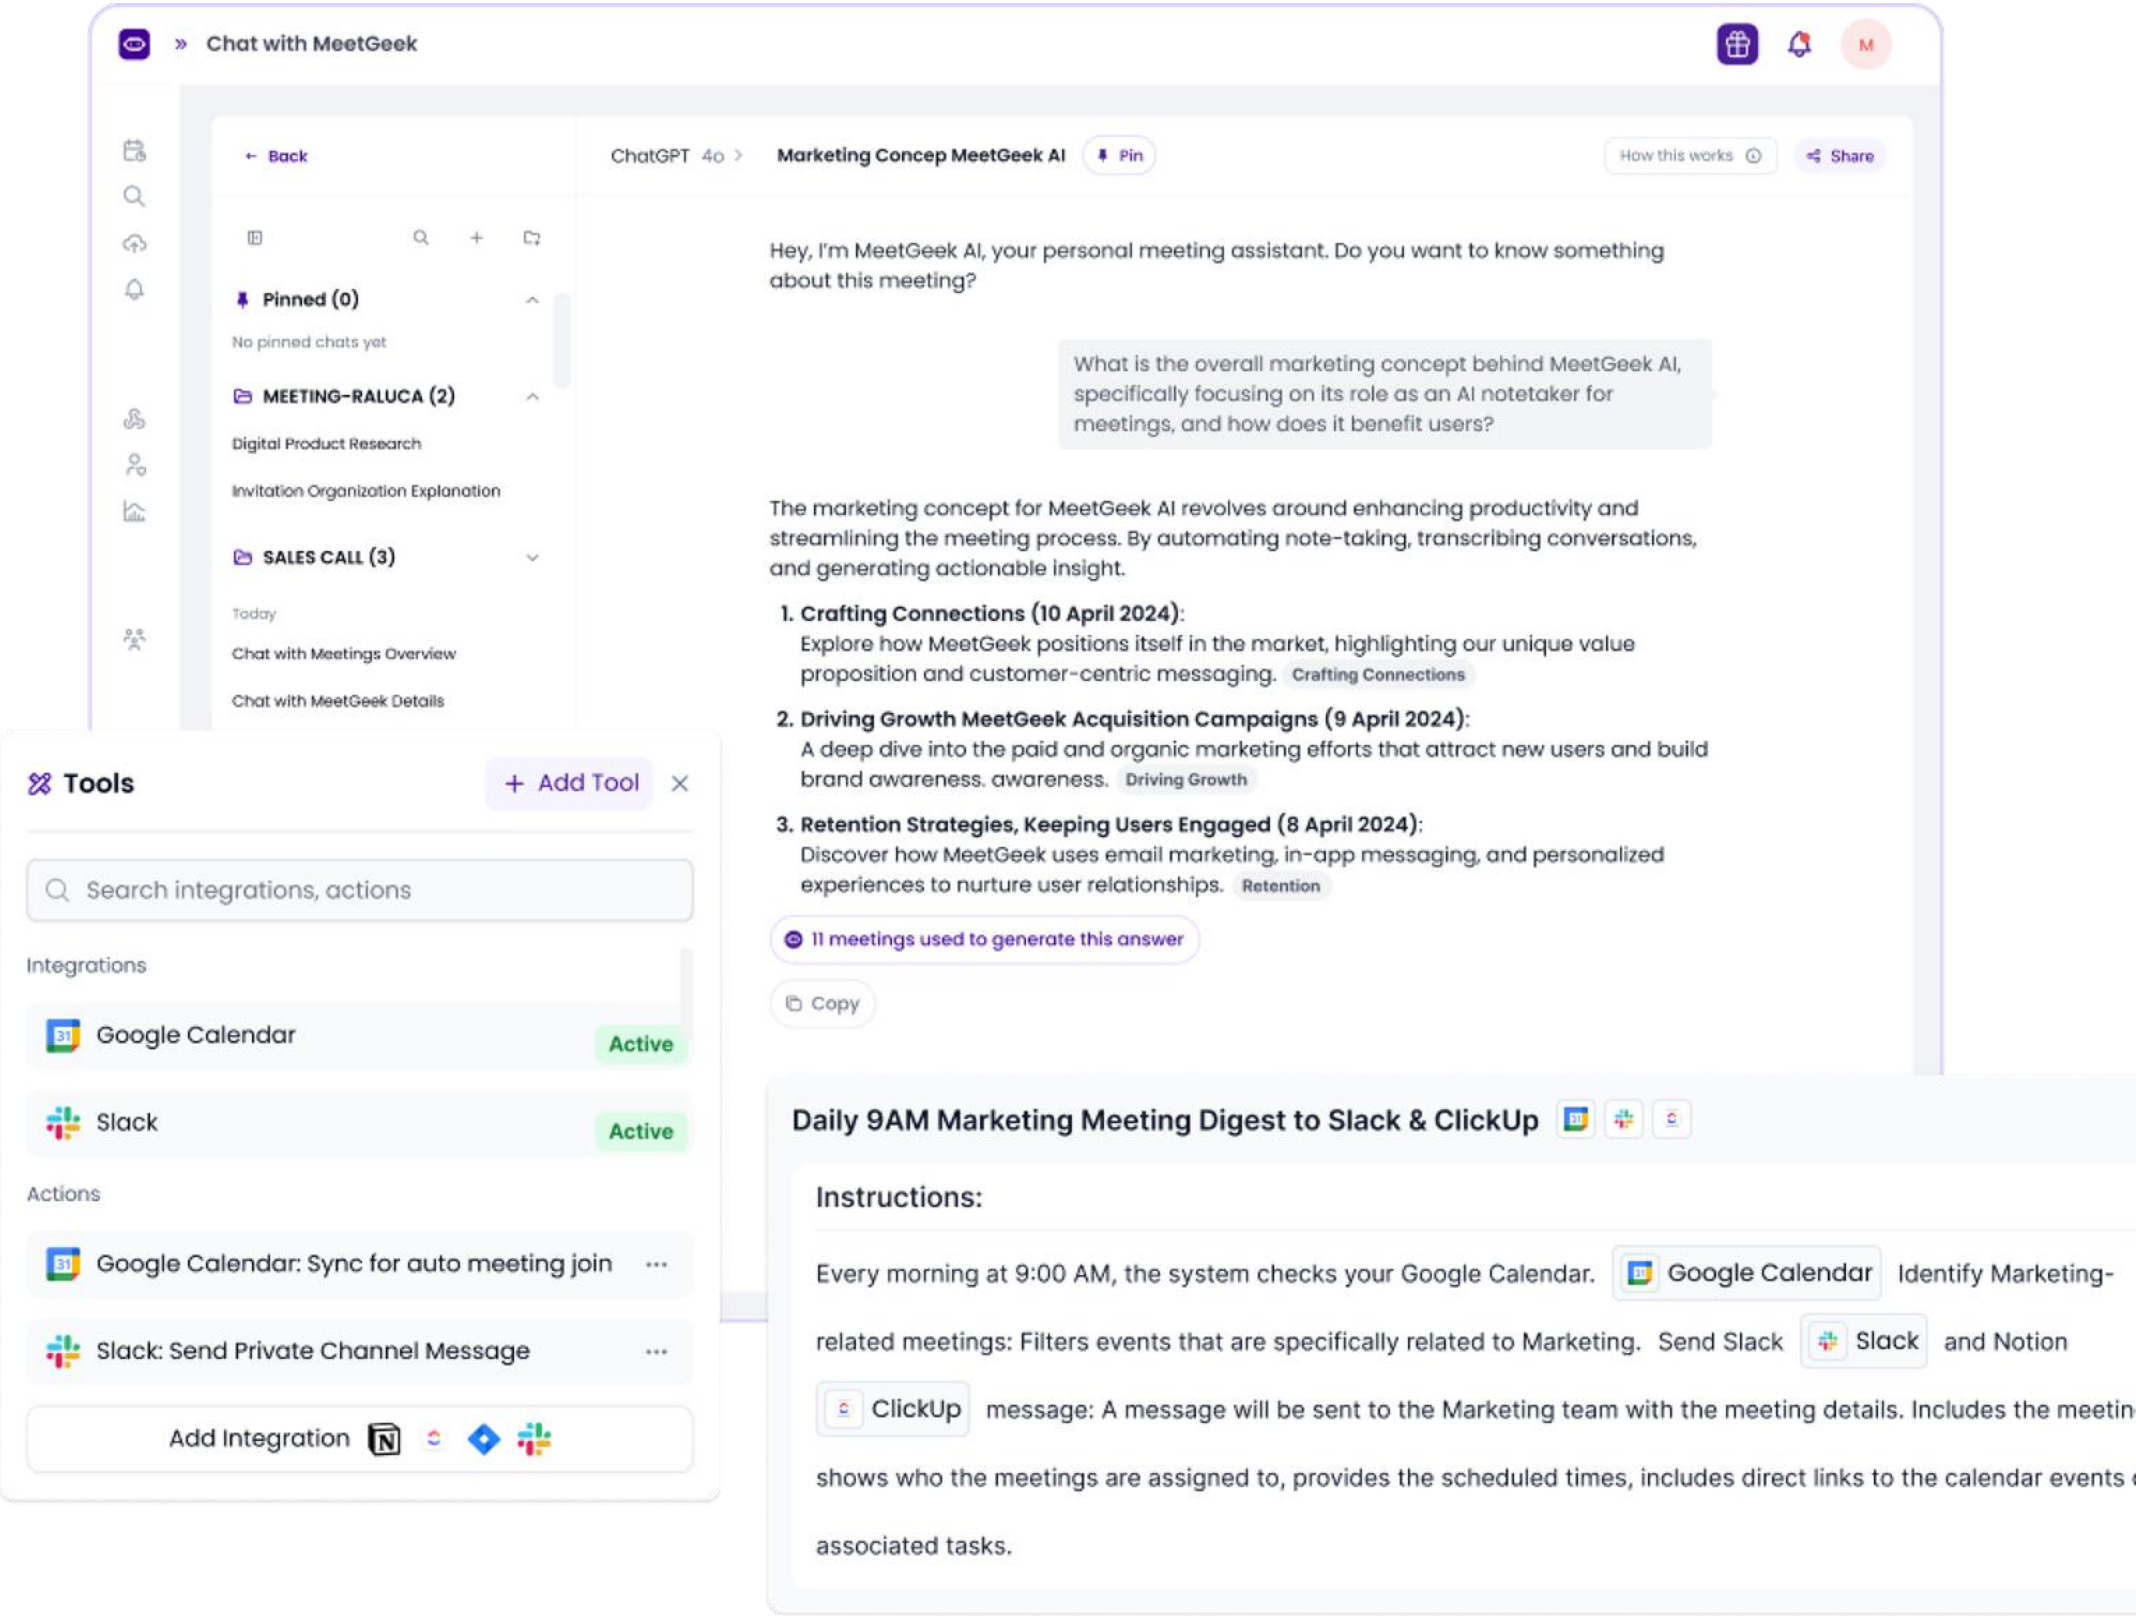 Chat with MeetGeek
M
← Back
ChatGPT 4o >
Marketing Concep MeetGeek AI
Pin
How this works
Share
Pinned (0)
No pinned chats yet
MEETING-RALUCA (2)
Digital Product Research
Invitation Organization Explanation
SALES CALL (3)
Today
Chat with Meetings Overview
Chat with MeetGeek Details
Hey, I'm MeetGeek AI, your personal meeting assistant. Do you want to know something
about this meeting?
What is the overall marketing concept behind MeetGeek AI,
specifically focusing on its role as an AI notetaker for
meetings, and how does it benefit users?
The marketing concept for MeetGeek AI revolves around enhancing productivity and
streamlining the meeting process. By automating note-taking, transcribing conversations,
and generating actionable insight.
1. Crafting Connections (10 April 2024):
Explore how MeetGeek positions itself in the market, highlighting our unique value
proposition and customer-centric messaging. Crafting Connections
2. Driving Growth MeetGeek Acquisition Campaigns (9 April 2024):
A deep dive into the paid and organic marketing efforts that attract new users and build
brand awareness. awareness. Driving Growth
3. Retention Strategies, Keeping Users Engaged (8 April 2024):
Discover how MeetGeek uses email marketing, in-app messaging, and personalized
experiences to nurture user relationships. Retention
11 meetings used to generate this answer
Copy
Tools
+ Add Tool
Search integrations, actions
Integrations
31 Google Calendar
Active
Slack
Active
Actions
31 Google Calendar: Sync for auto meeting join ...
Slack: Send Private Channel Message ...
Add Integration N
Daily 9AM Marketing Meeting Digest to Slack & ClickUp 31
Instructions:
Every morning at 9:00 AM, the system checks your Google Calendar. 31 Google Calendar Identify Marketing-
related meetings: Filters events that are specifically related to Marketing. Send Slack Slack and Notion
ClickUp message: A message will be sent to the Marketing team with the meeting details. Includes the meetin
shows who the meetings are assigned to, provides the scheduled times, includes direct links to the calendar events
associated tasks.